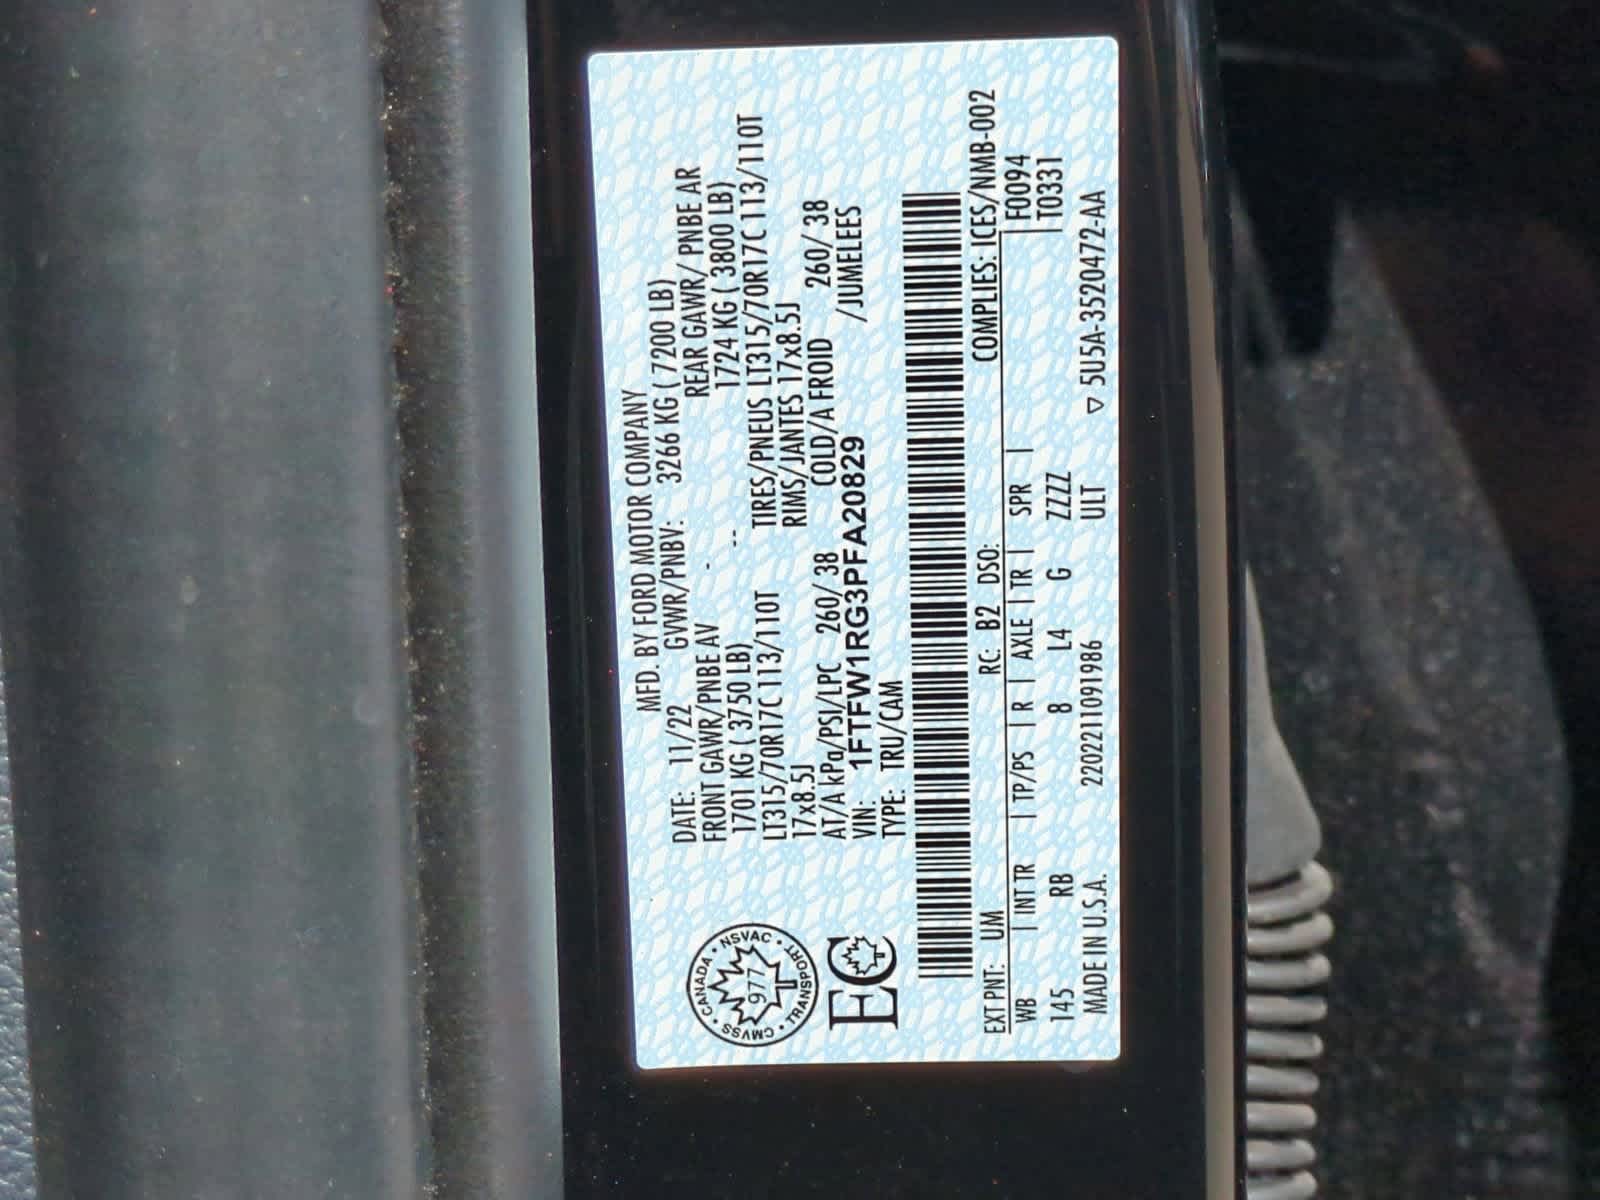 MFD. BY FORD MOTOR COMPANY
DATE: 11/22 GVWR/PNBV: 3266 KG ( 7200 LB)
FRONT GAWR/PNBE AV - REAR GAWR/ PNBE AR
1701 KG ( 3750 LB) -- 1724 KG ( 3800 LB)
LT315/70R17C 113/110T TIRES/PNEUS LT315/70R17C 113/110T
17x8.5J RIMS/JANTES 17x8.5J
AT/A kPa/PSI/LPC 260/ 38 COLD/A FROID 260/ 38
VIN: 1FTFW1RG3PFA20829 /JUMELEES
TYPE: TRU/CAM
CANADA • NSVAC • TRANSPORT • CMVSS •
977
EC
EXT PNT: UM RC: B2 DSO: COMPLIES: ICES/NMB-002
WB | INT TR | TP/PS | R | AXLE | TR | SPR | F0094
145 RB 8 L4 G ZZZZ T0331
MADE IN U.S.A. 220221109198​6 ULT ▽ 5U5A-3520472-AA